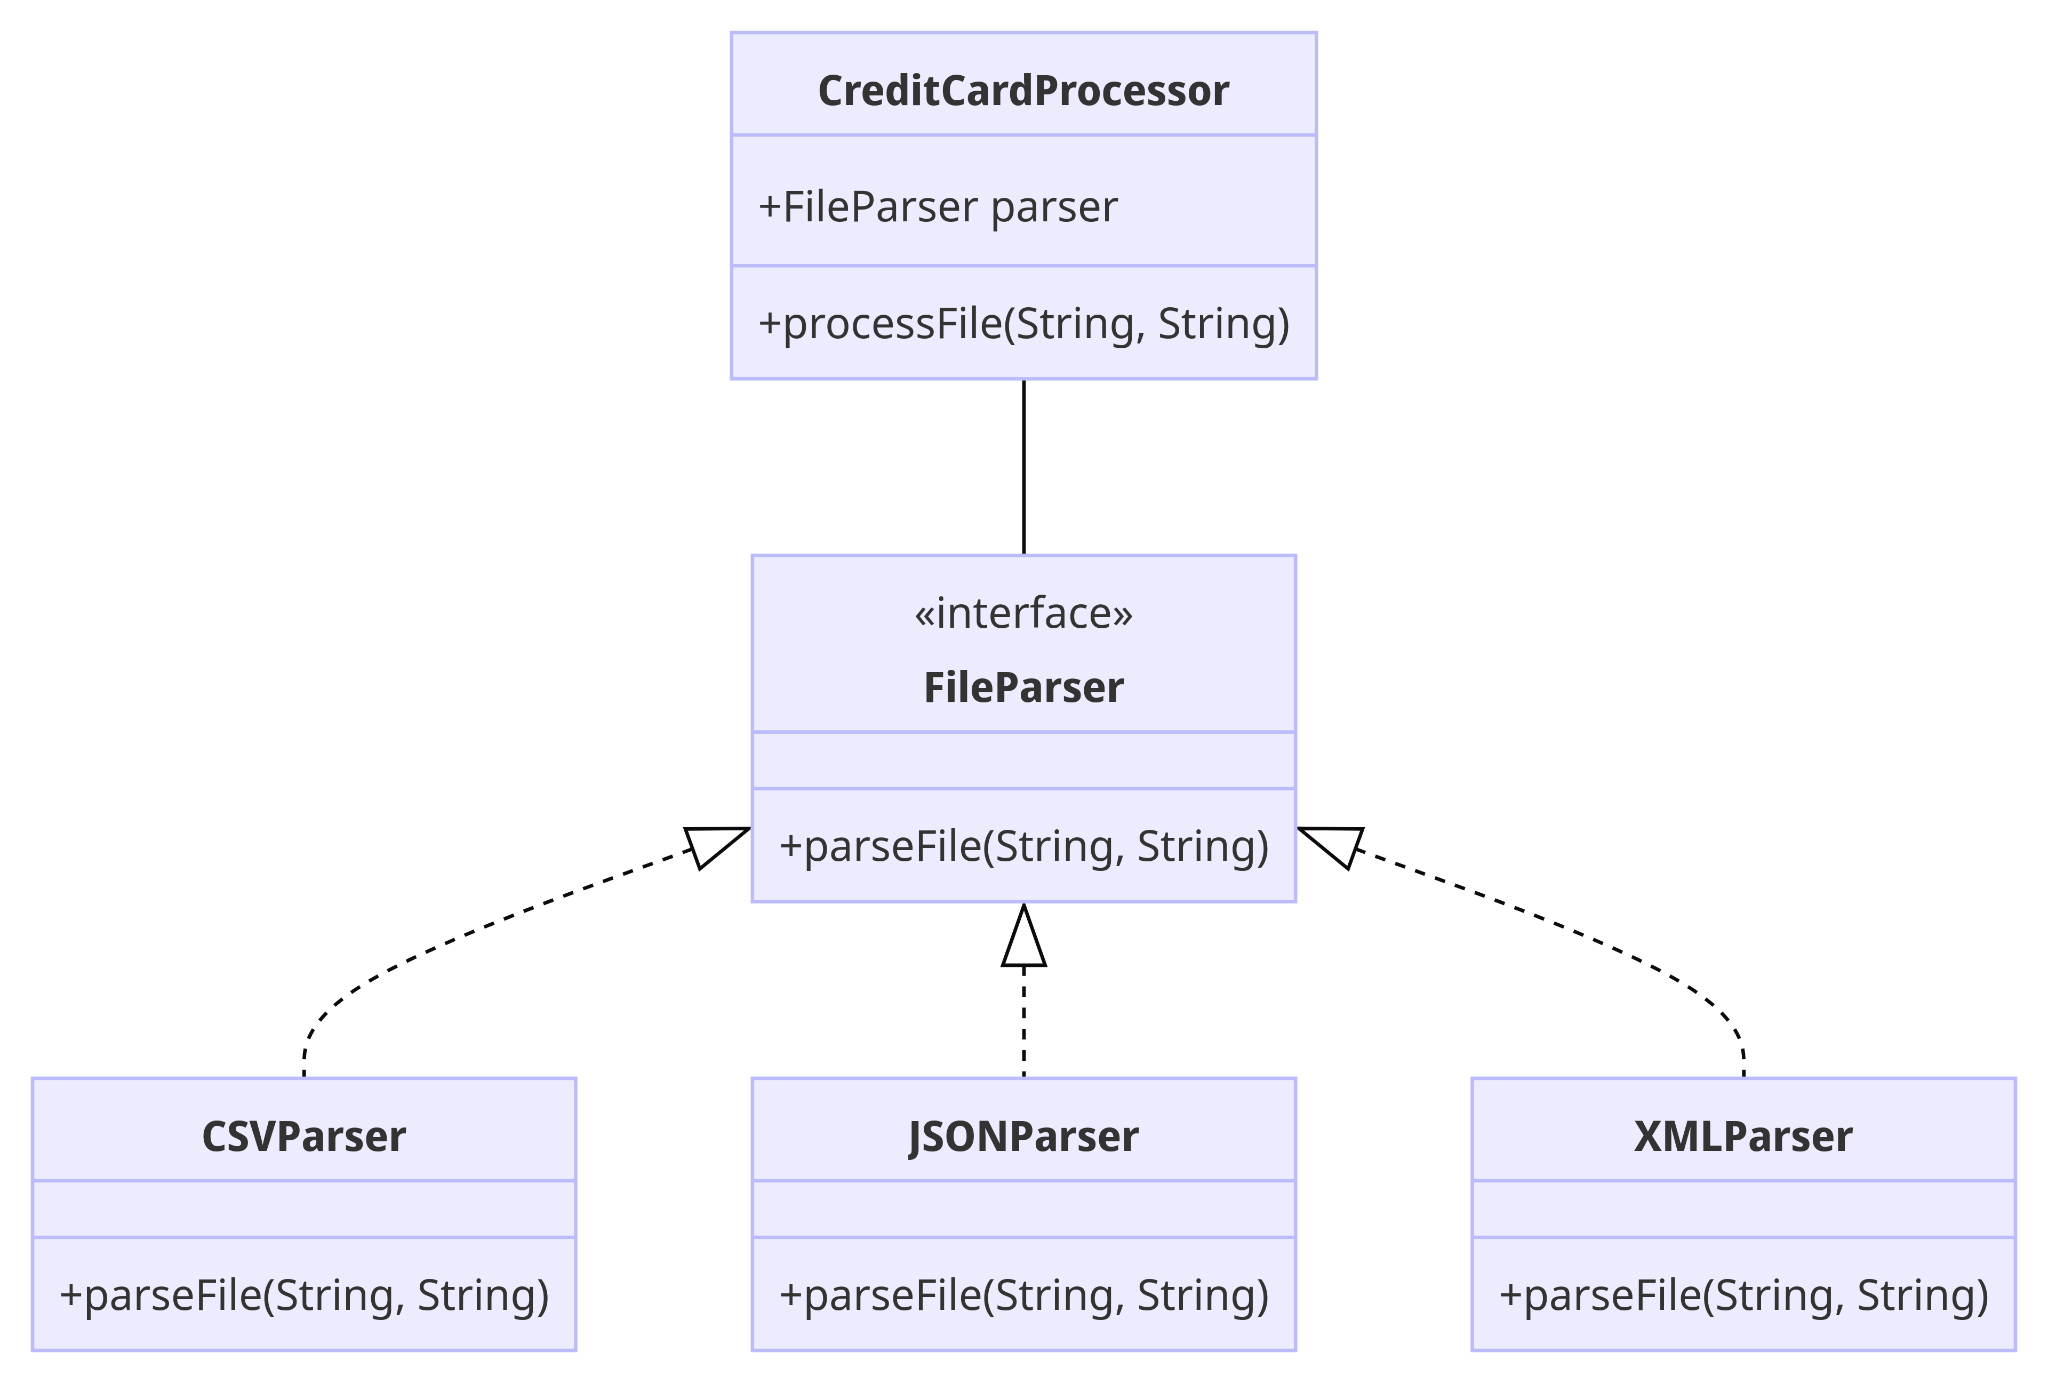 CreditCardProcessor
+FileParser parser
+processFile(String, String)
«interface»
FileParser
+parseFile(String, String)
CSVParser
+parseFile(String, String)
JSONParser
+parseFile(String, String)
XMLParser
+parseFile(String, String)